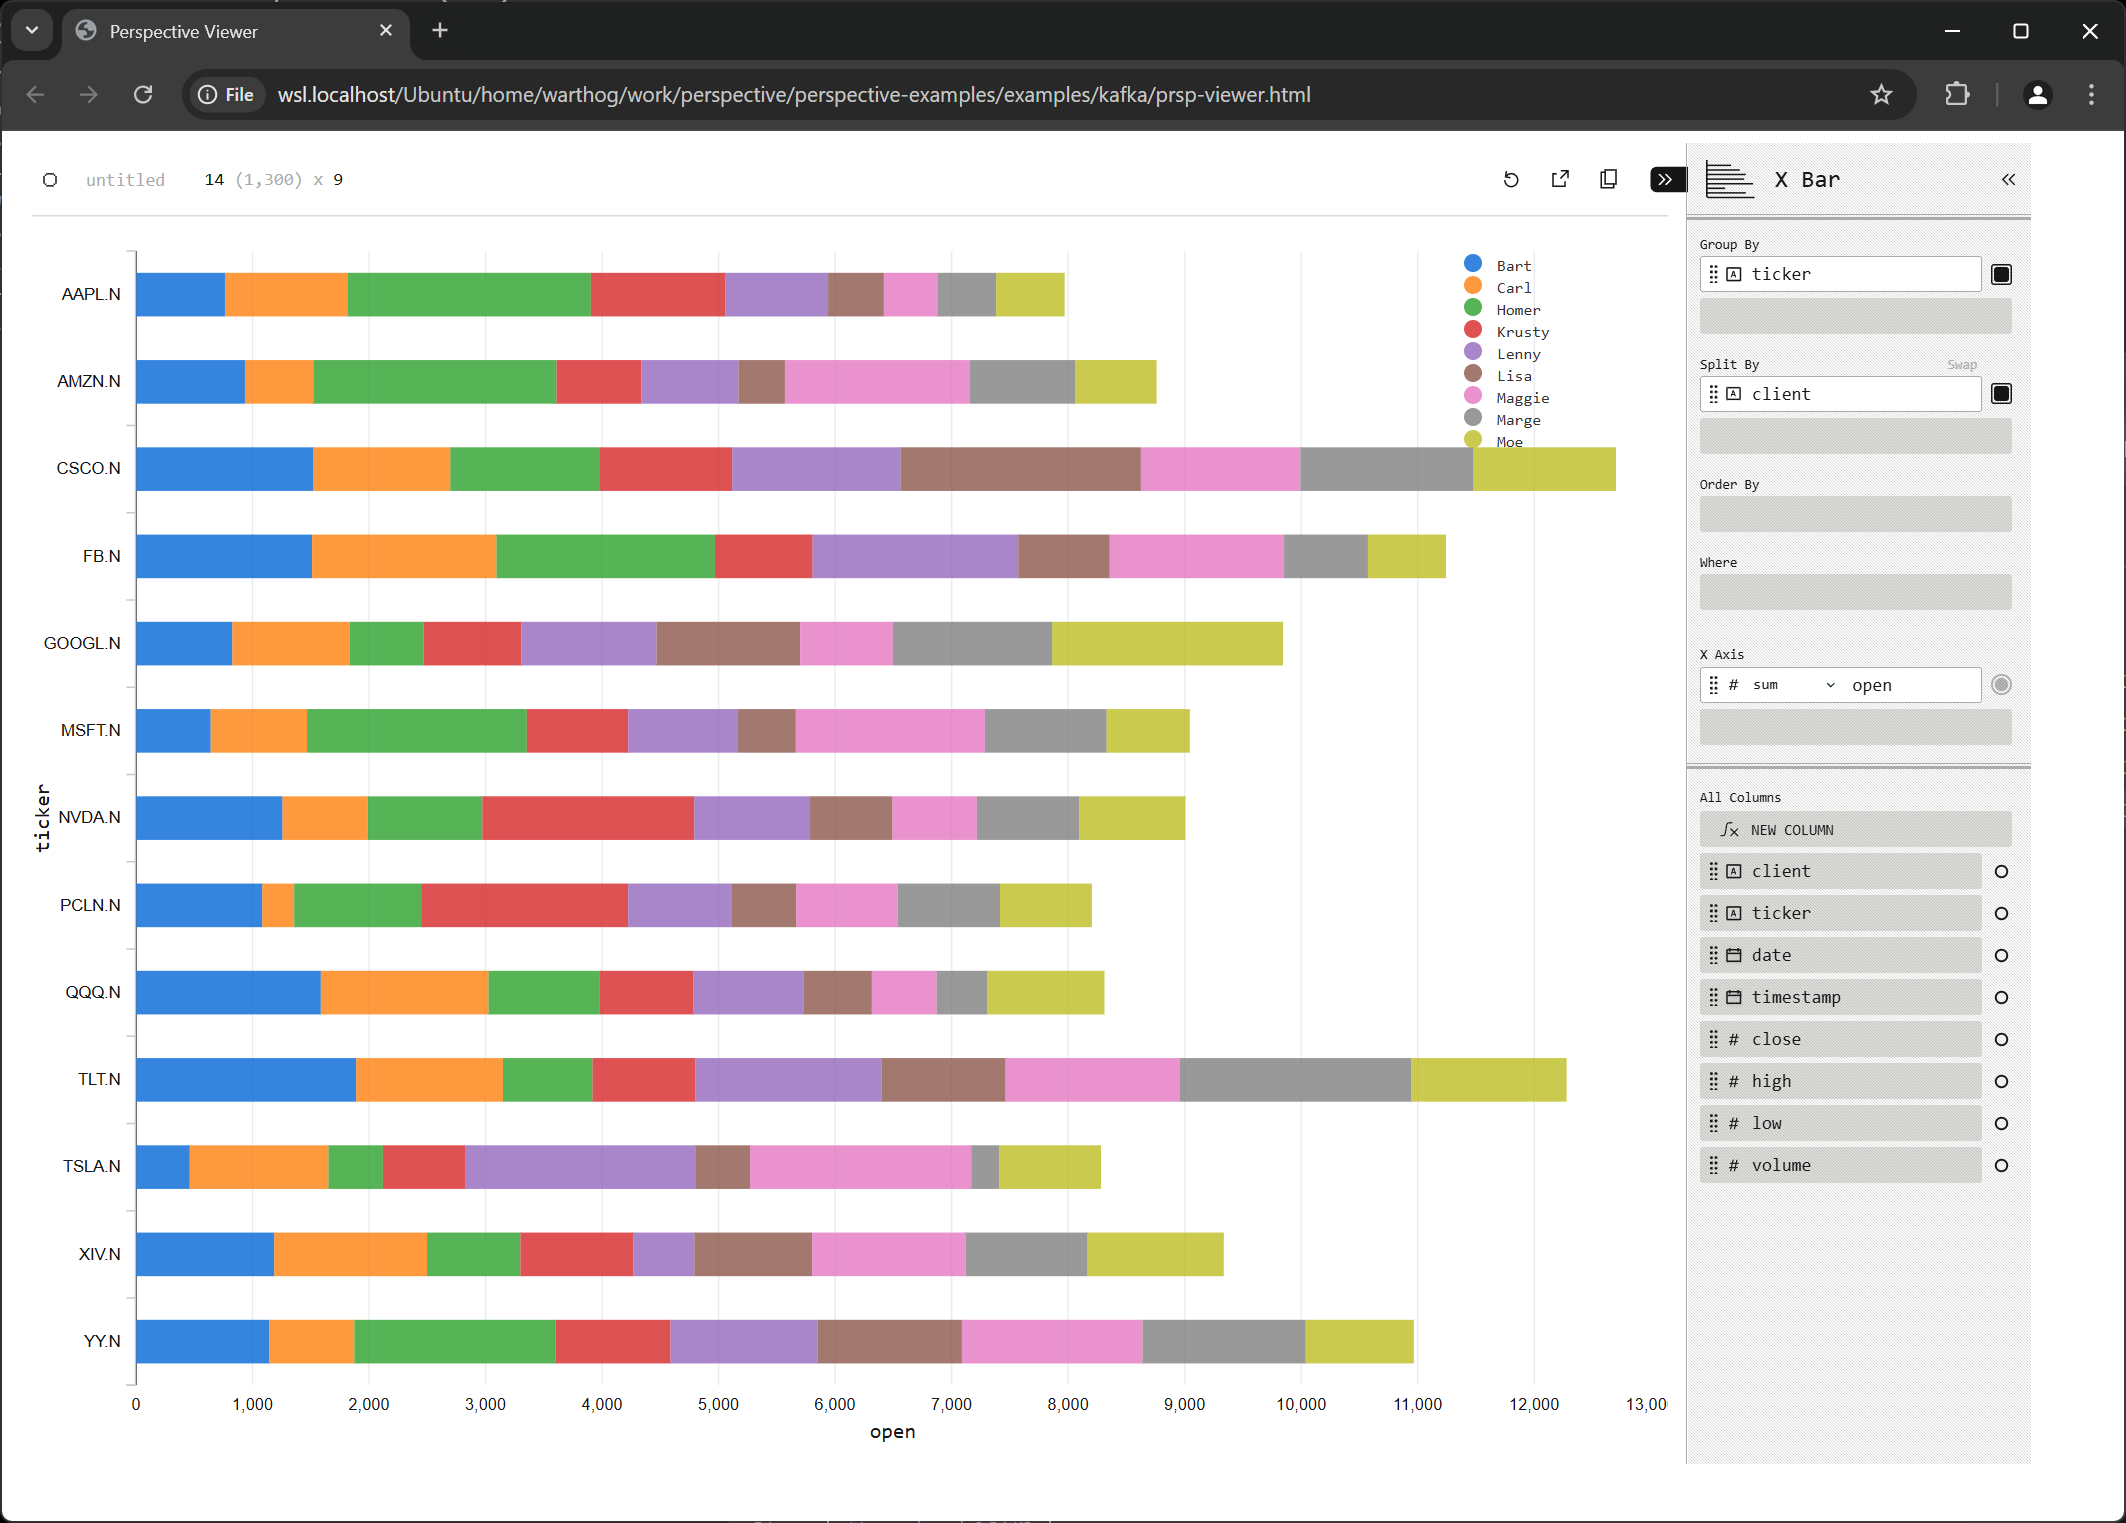 Perspective Viewer
File wsl.localhost/Ubuntu/home/warthog/work/perspective/perspective-examples/examples/kafka/prsp-viewer.html
untitled 14 (1,300) x 9
X Bar
Group By
ticker
Split By Swap
client
Order By
Where
X Axis
# sum open
All Columns
NEW COLUMN
client
ticker
date
timestamp
# close
# high
# low
# volume
Bart
Carl
Homer
Krusty
Lenny
Lisa
Maggie
Marge
Moe
ticker
AAPL.N
AMZN.N
CSCO.N
FB.N
GOOGL.N
MSFT.N
NVDA.N
PCLN.N
QQQ.N
TLT.N
TSLA.N
XIV.N
YY.N
0 1,000 2,000 3,000 4,000 5,000 6,000 7,000 8,000 9,000 10,000 11,000 12,000
open